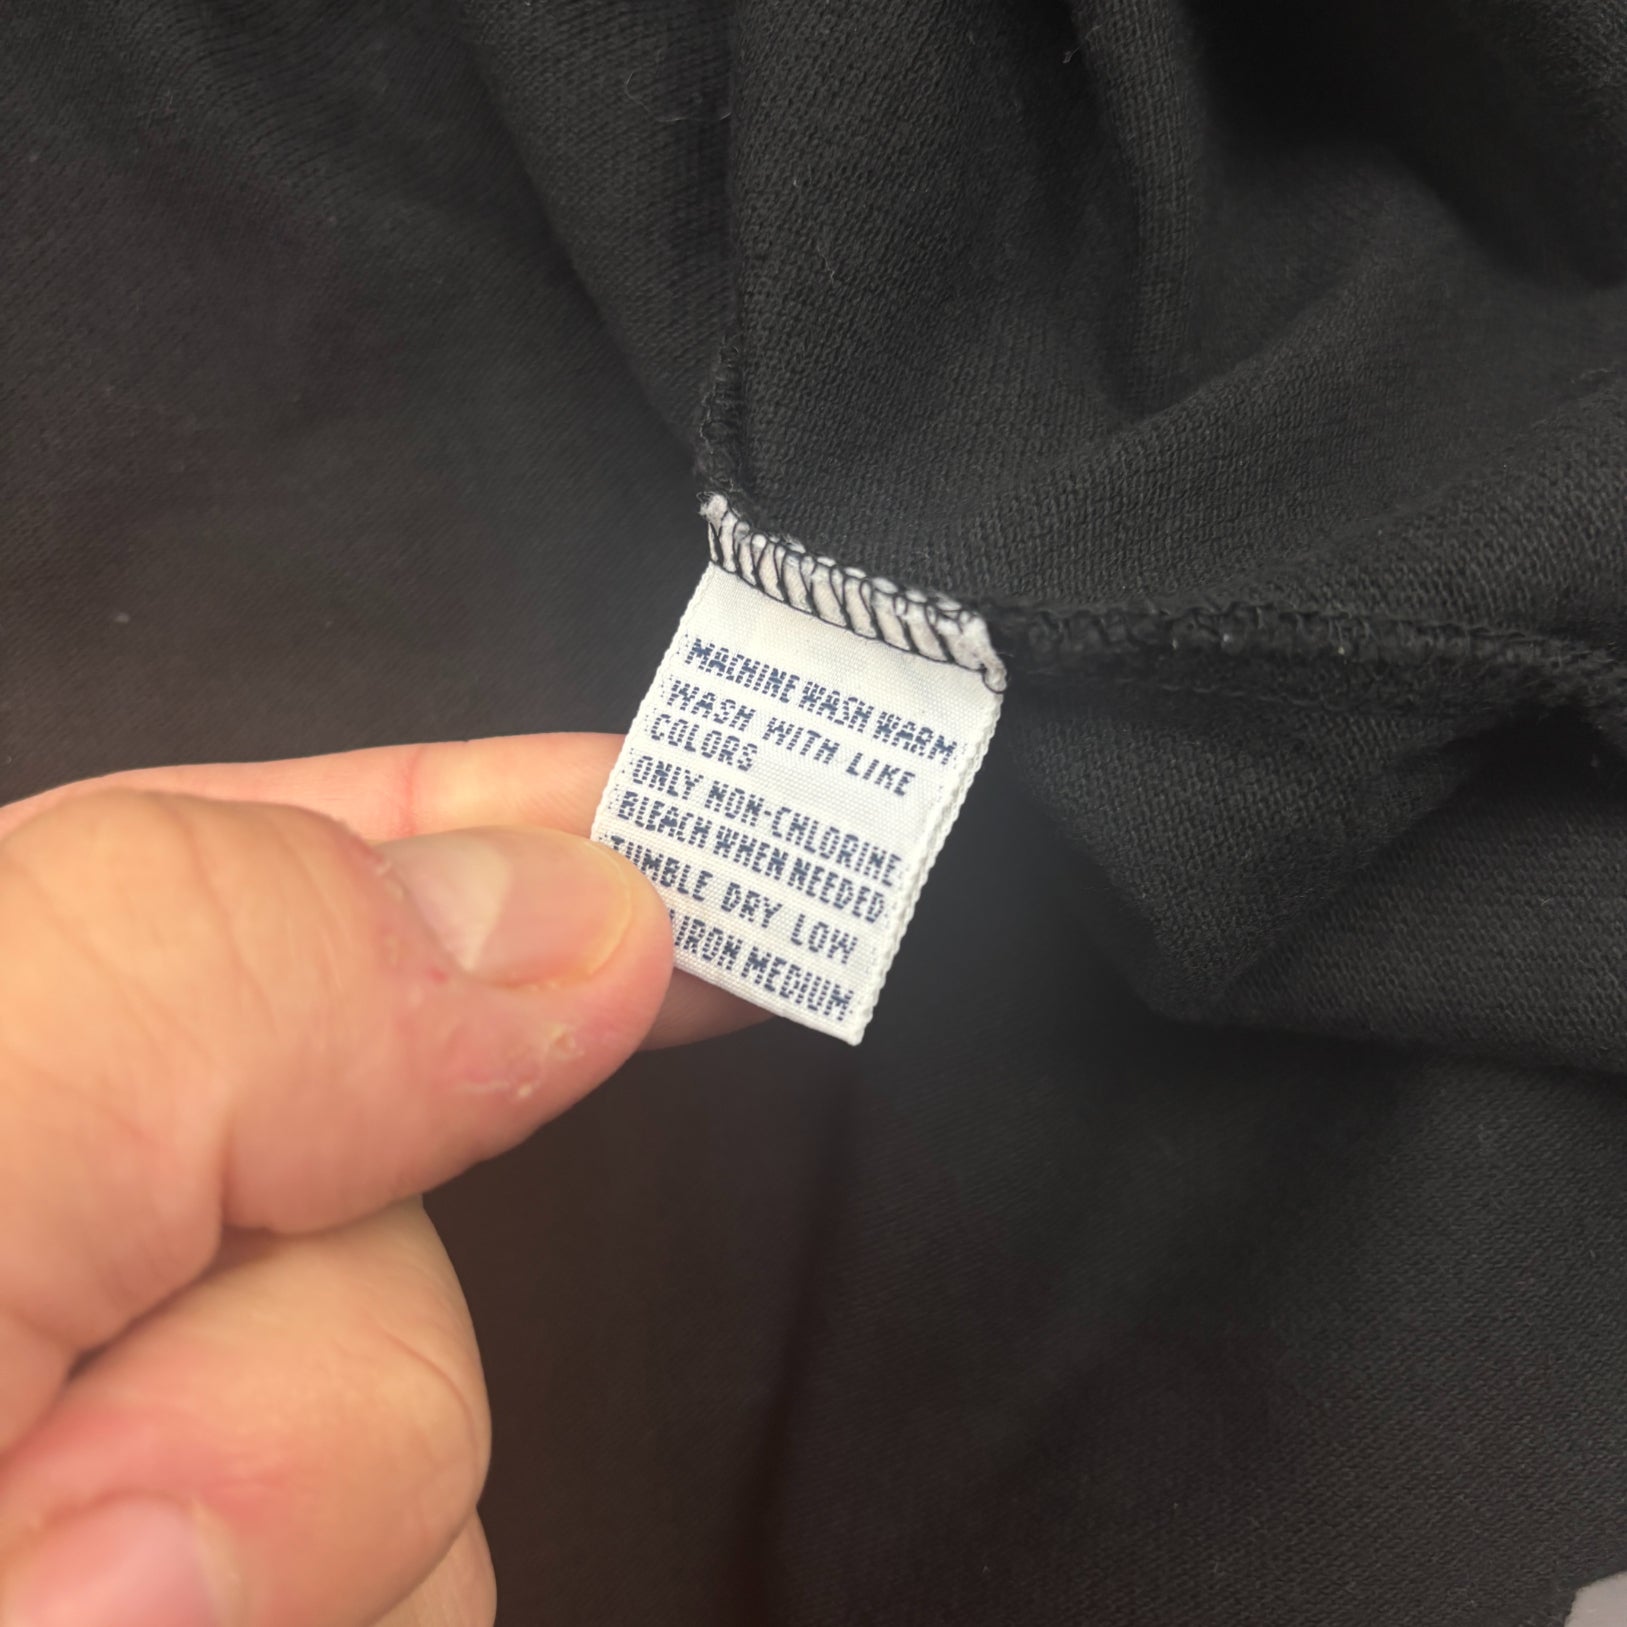 MACHINE WASH WARM
WASH WITH LIKE
COLORS
ONLY NON-CHLORINE
BLEACH WHEN NEEDED
TUMBLE DRY LOW
IRON MEDIUM